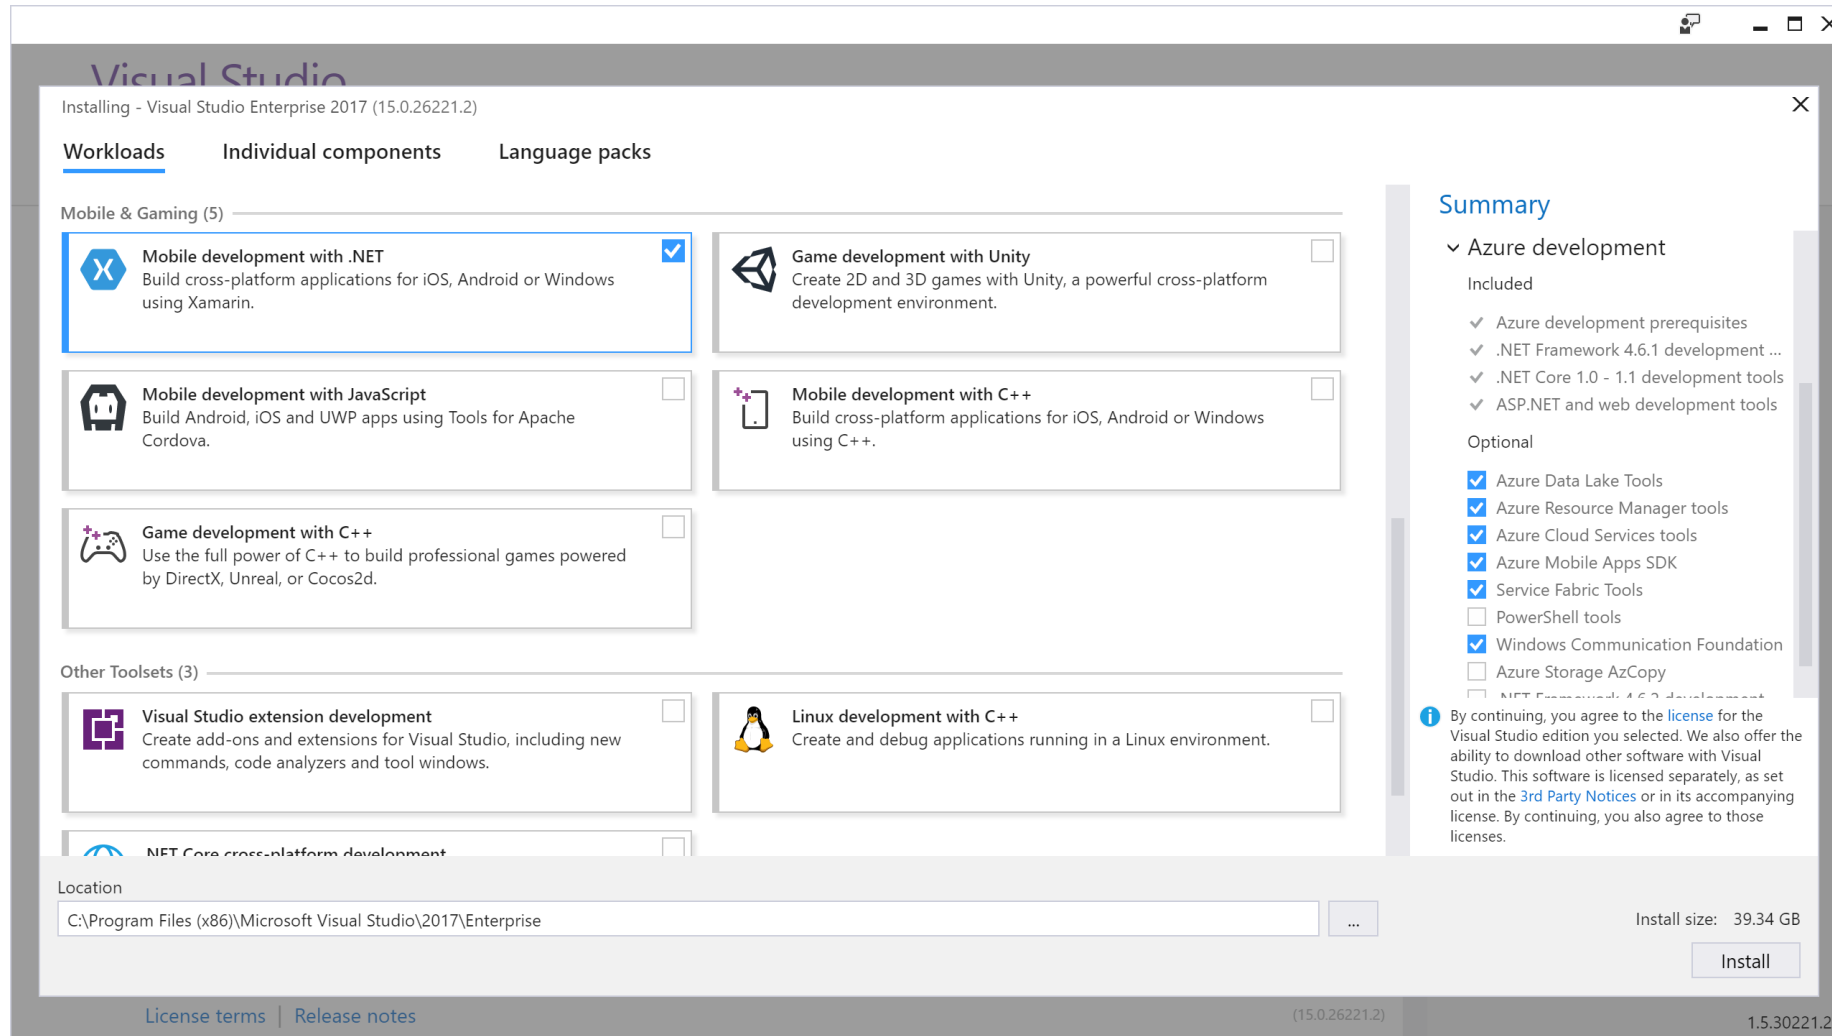 Visual Studio
Installing - Visual Studio Enterprise 2017 (15.0.26221.2)
Workloads
Individual components
Language packs
Mobile & Gaming (5)
Mobile development with .NET
Build cross-platform applications for iOS, Android or Windows
using Xamarin.
Game development with Unity
Create 2D and 3D games with Unity, a powerful cross-platform
development environment.
Mobile development with JavaScript
Build Android, iOS and UWP apps using Tools for Apache
Cordova.
Mobile development with C++
Build cross-platform applications for iOS, Android or Windows
using C++.
Game development with C++
Use the full power of C++ to build professional games powered
by DirectX, Unreal, or Cocos2d.
Other Toolsets (3)
Visual Studio extension development
Create add-ons and extensions for Visual Studio, including new
commands, code analyzers and tool windows.
Linux development with C++
Create and debug applications running in a Linux environment.
.NET Core cross-platform development
Summary
Azure development
Included
Azure development prerequisites
.NET Framework 4.6.1 development ...
.NET Core 1.0 - 1.1 development tools
ASP.NET and web development tools
Optional
Azure Data Lake Tools
Azure Resource Manager tools
Azure Cloud Services tools
Azure Mobile Apps SDK
Service Fabric Tools
PowerShell tools
Windows Communication Foundation
Azure Storage AzCopy
.NET Framework 4.6.2 development
By continuing, you agree to the license for the
Visual Studio edition you selected. We also offer the
ability to download other software with Visual
Studio. This software is licensed separately, as set
out in the 3rd Party Notices or in its accompanying
license. By continuing, you also agree to those
licenses.
Location
C:\Program Files (x86)\Microsoft Visual Studio\2017\Enterprise
...
Install size: 39.34 GB
Install
License terms | Release notes
(15.0.26221.2)
1.5.30221.2